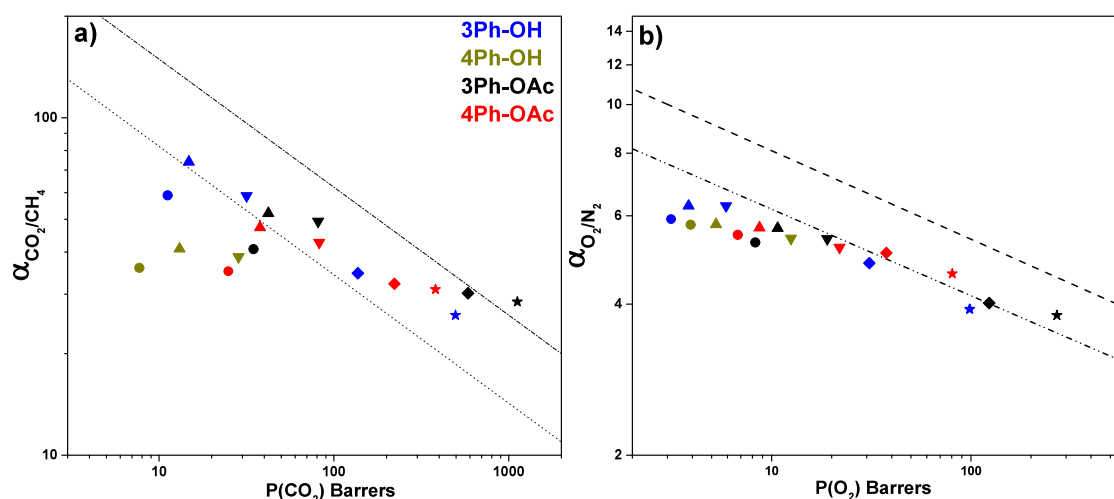 a)
3Ph-OH
4Ph-OH
3Ph-OAc
4Ph-OAc
100
10
αCO₂/CH₄
10 100 1000
P(CO₂) Barrers
b)
14
12
10
8
6
4
2
αO₂/N₂
10 100
P(O₂) Barrers